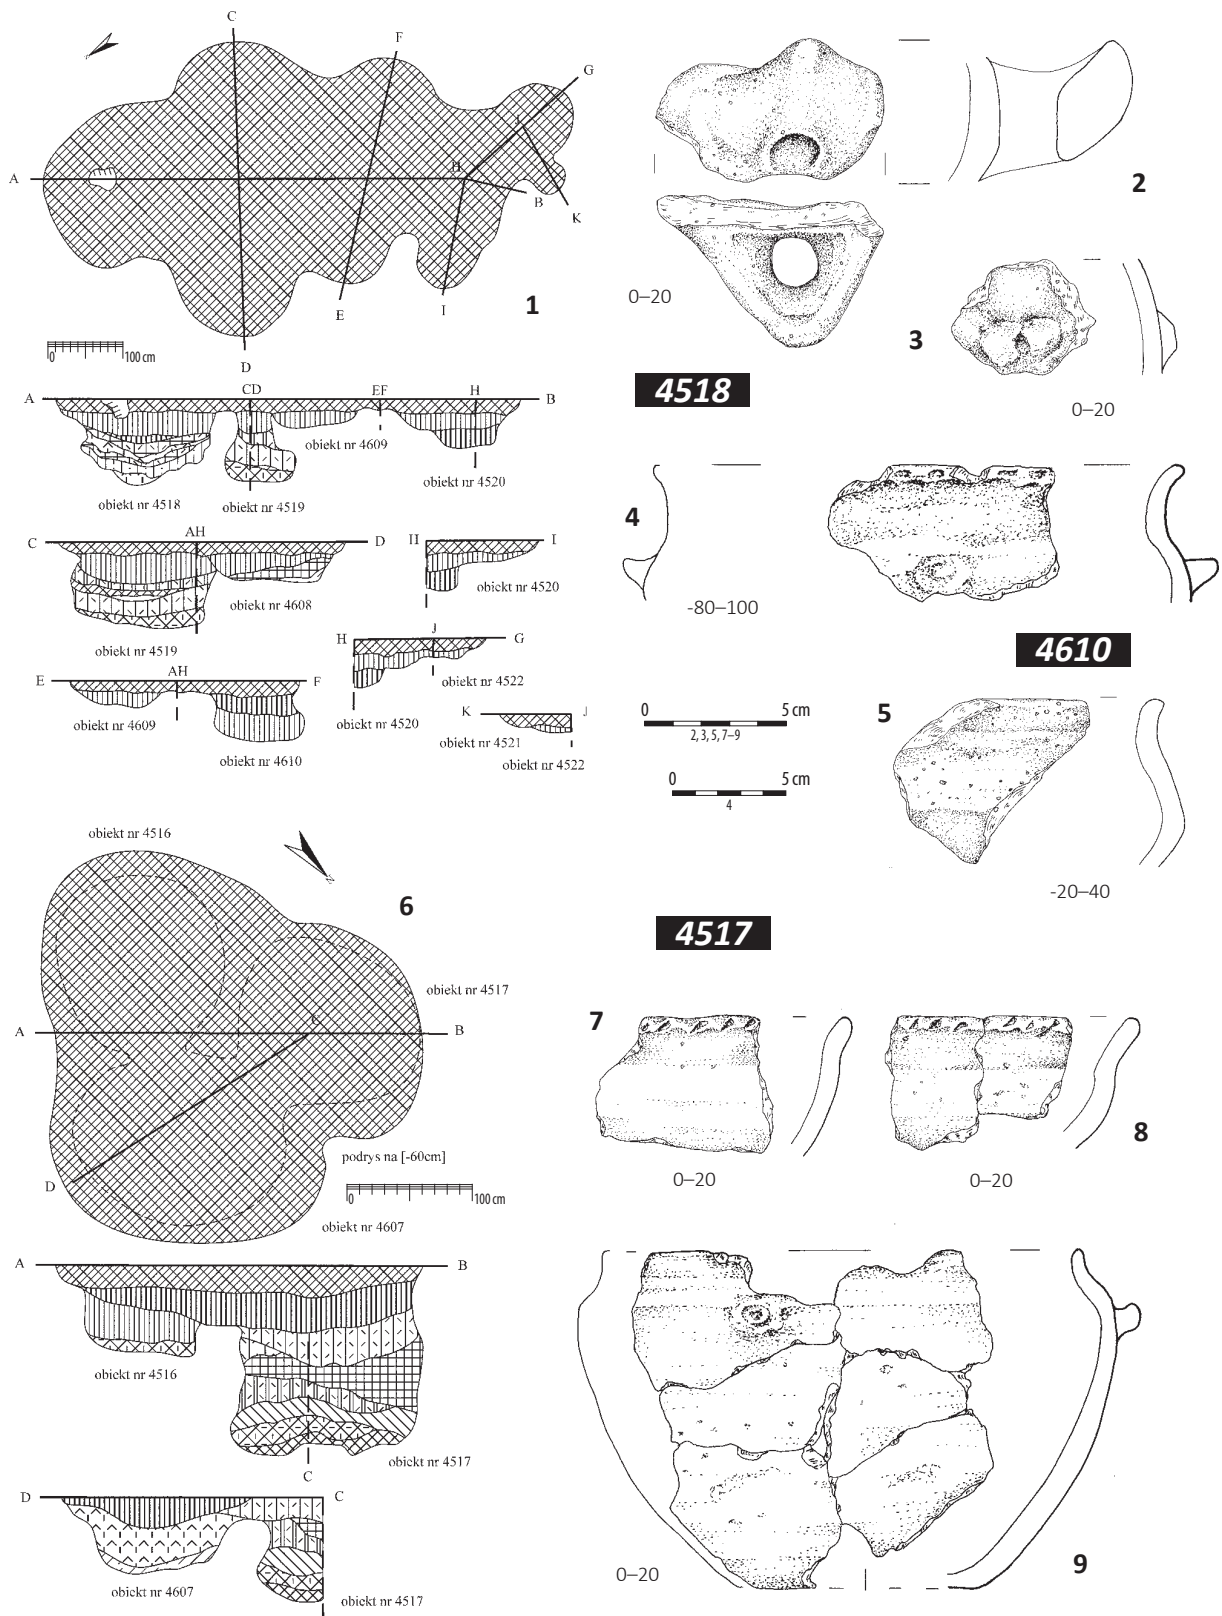 C
F
G
J
H
A
B
K
E
I
D
1
0 100 cm
2
0–20
3
0–20
4518
A CD EF H B
obiekt nr 4609
obiekt nr 4518
obiekt nr 4519
obiekt nr 4520
C AH D
obiekt nr 4608
obiekt nr 4519
H I
obiekt nr 4520
H J G
obiekt nr 4522
obiekt nr 4520
E AH F
obiekt nr 4609
obiekt nr 4610
K J
obiekt nr 4521
obiekt nr 4522
4
-80–100
4610
0 5 cm
2, 3, 5, 7–9
0 5 cm
4
5
-20–40
obiekt nr 4516
6
obiekt nr 4517
A C B
D
podrys na [-60cm]
0 100 cm
obiekt nr 4607
4517
7
0–20
8
0–20
A B
obiekt nr 4516
obiekt nr 4517
C
D C
obiekt nr 4607
obiekt nr 4517
0–20
9